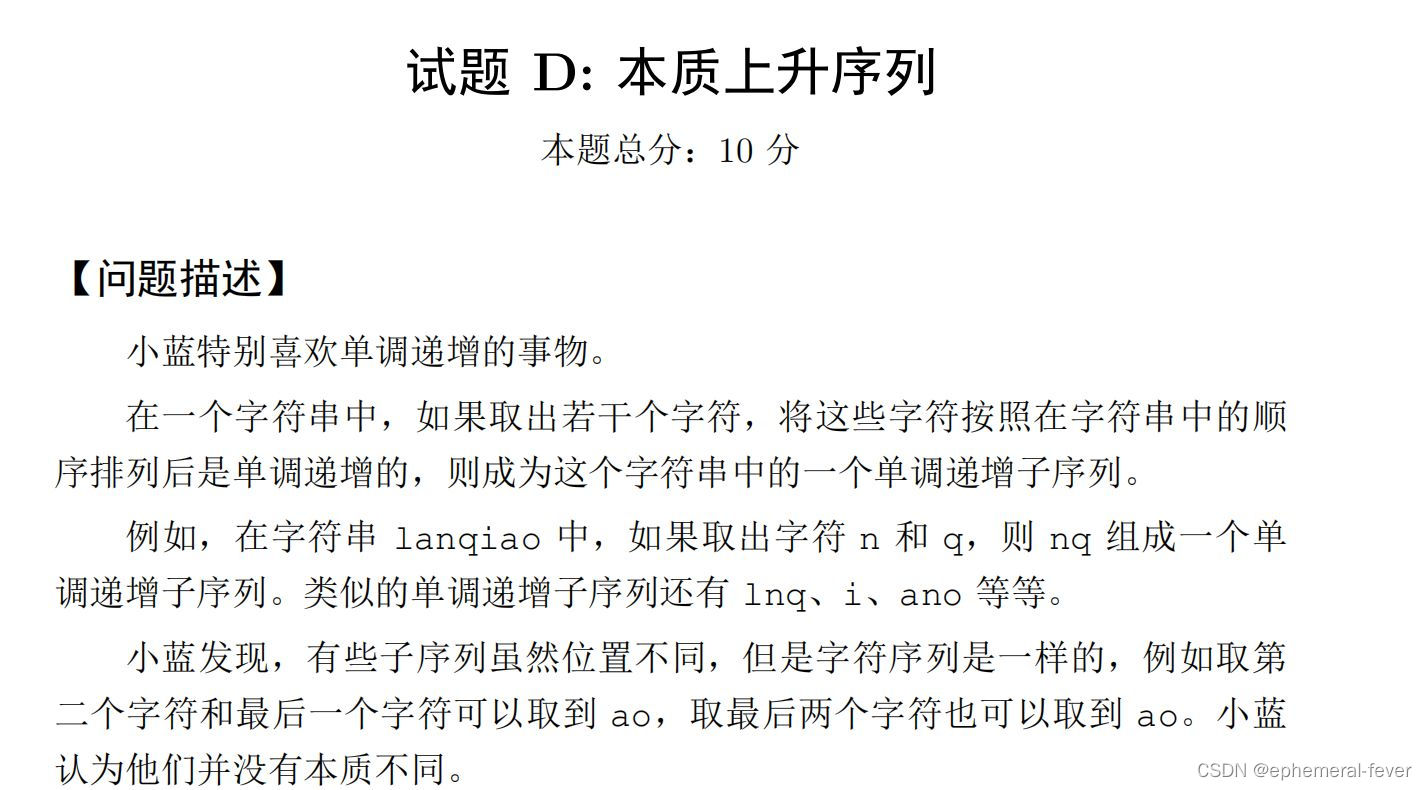 试题 D: 本质上升序列
本题总分：10 分
【问题描述】
小蓝特别喜欢单调递增的事物。
在一个字符串中，如果取出若干个字符，将这些字符按照在字符串中的顺
序排列后是单调递增的，则成为这个字符串中的一个单调递增子序列。
例如，在字符串 lanqiao 中，如果取出字符 n 和 q，则 nq 组成一个单
调递增子序列。类似的单调递增子序列还有 lnq、i、ano 等等。
小蓝发现，有些子序列虽然位置不同，但是字符序列是一样的，例如取第
二个字符和最后一个字符可以取到 ao，取最后两个字符也可以取到 ao。小蓝
认为他们并没有本质不同。
CSDN @ephemeral-fever